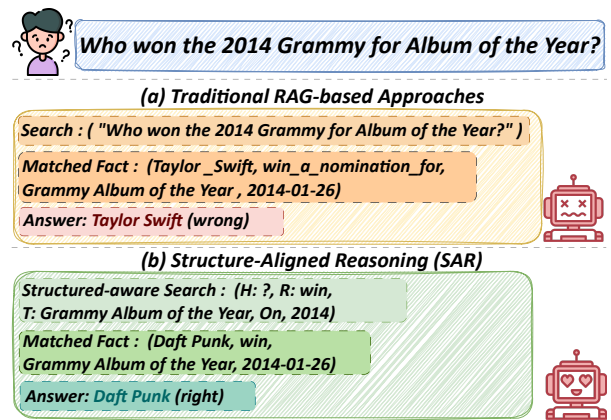 Who won the 2014 Grammy for Album of the Year?
(a) Traditional RAG-based Approaches
Search : ( "Who won the 2014 Grammy for Album of the Year?" )
Matched Fact : (Taylor _Swift, win_a_nomination_for,
Grammy Album of the Year , 2014-01-26)
Answer: Taylor Swift (wrong)
(b) Structure-Aligned Reasoning (SAR)
Structured-aware Search : (H: ?, R: win,
T: Grammy Album of the Year, On, 2014)
Matched Fact : (Daft Punk, win,
Grammy Album of the Year, 2014-01-26)
Answer: Daft Punk (right)